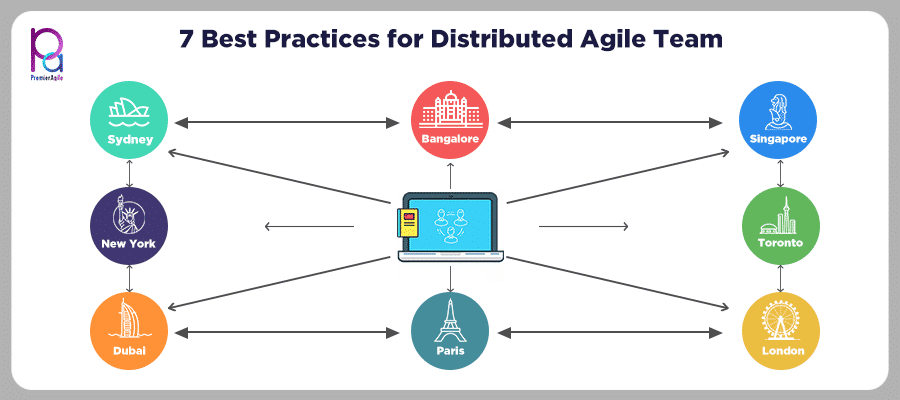 7 Best Practices for Distributed Agile Team
PremierAgile
Sydney
Bangalore
Singapore
New York
Toronto
Dubai
Paris
London